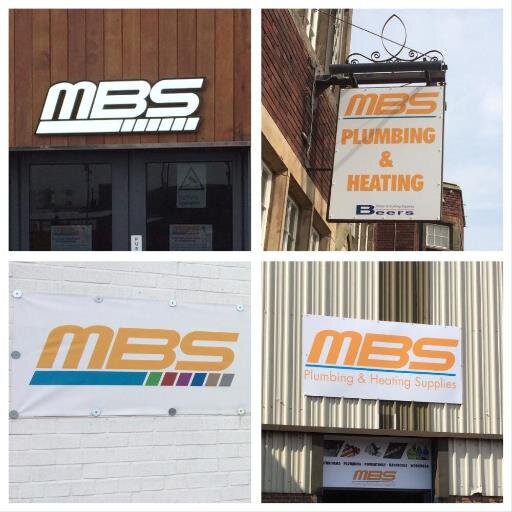 MBS
MBS
PLUMBING
&
HEATING
Beers
MBS
MBS
Plumbing & Heating Supplies
MBS